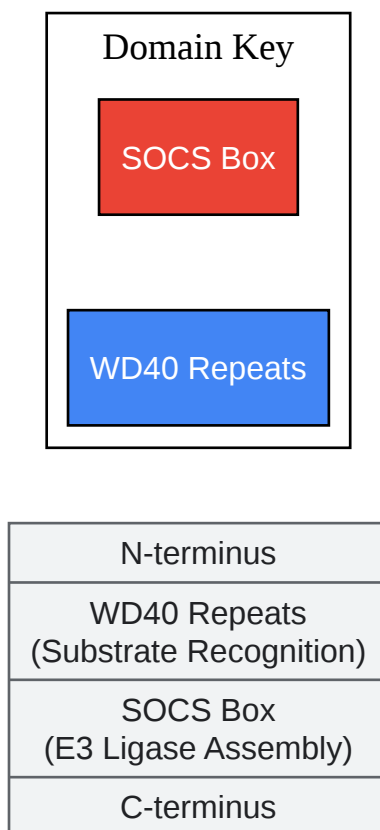 Domain Key
SOCS Box
WD40 Repeats
N-terminus
WD40 Repeats
(Substrate Recognition)
SOCS Box
(E3 Ligase Assembly)
C-terminus